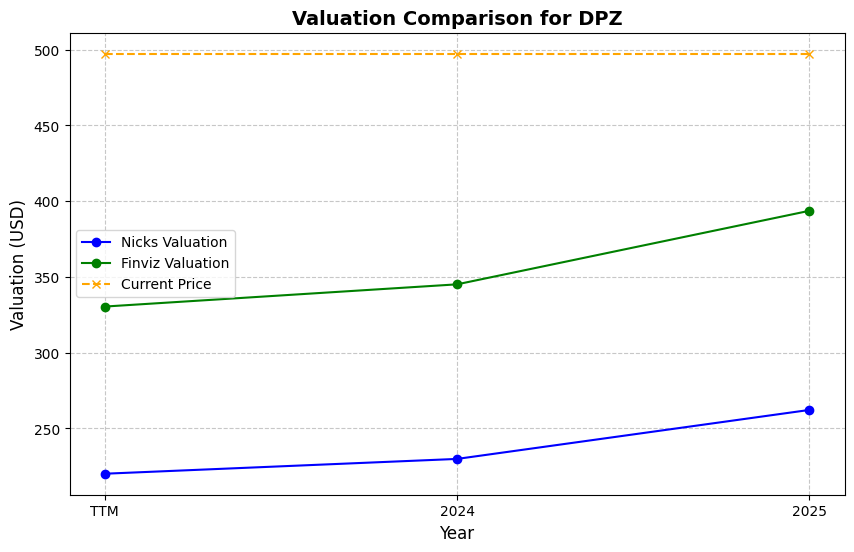 Valuation Comparison for DPZ
Valuation (USD)
500
450
400
350
300
250
Nicks Valuation
Finviz Valuation
Current Price
TTM
2024
2025
Year